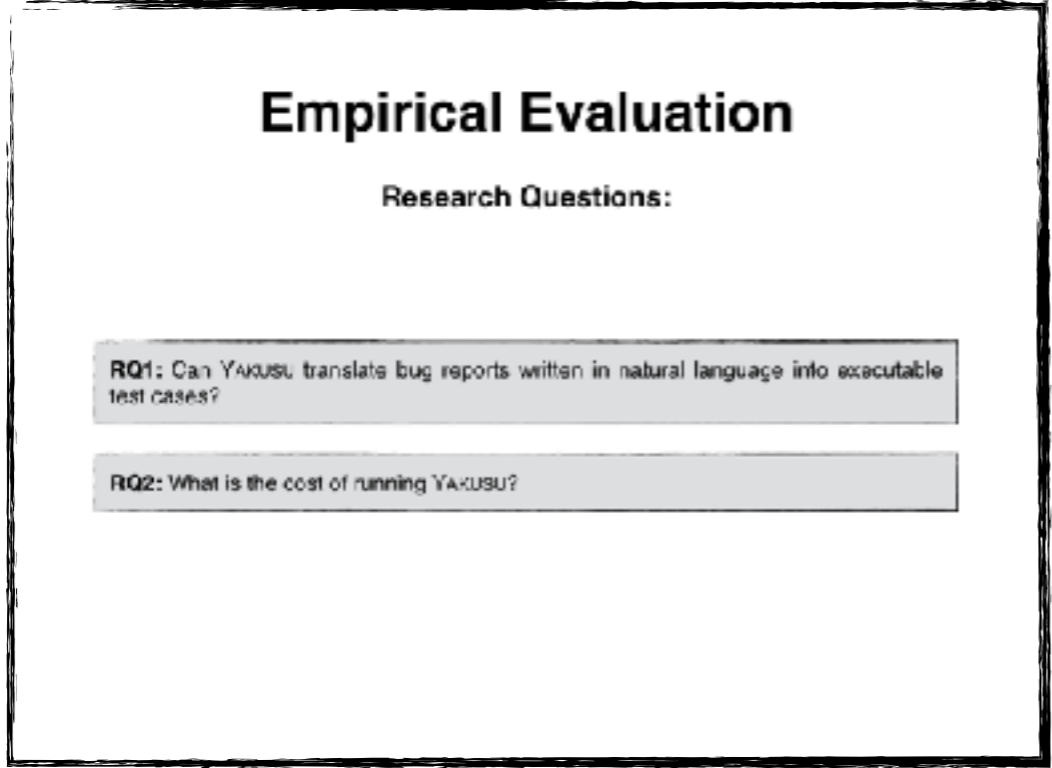 Empirical Evaluation
Research Questions:
RQ1: Can YAKUSU translate bug reports written in natural language into executable
test cases?
RQ2: What is the cost of running YAKUSU?